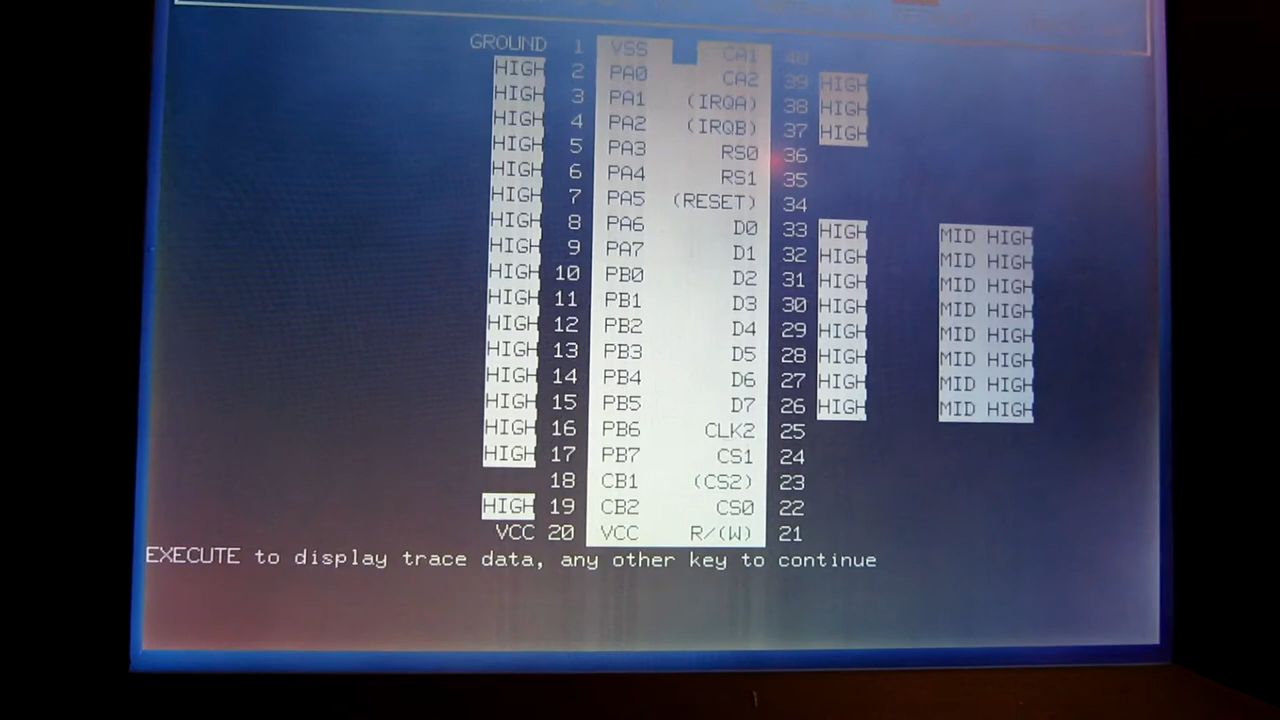 GROUND 1 VSS CA1 40
HIGH 2 PA0 CA2 39 HIGH
HIGH 3 PA1 (IRQA) 38 HIGH
HIGH 4 PA2 (IRQB) 37 HIGH
HIGH 5 PA3 RS0 36
HIGH 6 PA4 RS1 35
HIGH 7 PA5 (RESET) 34
HIGH 8 PA6 D0 33 HIGH MID HIGH
HIGH 9 PA7 D1 32 HIGH MID HIGH
HIGH 10 PB0 D2 31 HIGH MID HIGH
HIGH 11 PB1 D3 30 HIGH MID HIGH
HIGH 12 PB2 D4 29 HIGH MID HIGH
HIGH 13 PB3 D5 28 HIGH MID HIGH
HIGH 14 PB4 D6 27 HIGH MID HIGH
HIGH 15 PB5 D7 26 HIGH MID HIGH
HIGH 16 PB6 CLK2 25
HIGH 17 PB7 CS1 24
18 CB1 (CS2) 23
HIGH 19 CB2 CS0 22
VCC 20 VCC R/(W) 21
EXECUTE to display trace data, any other key to continue